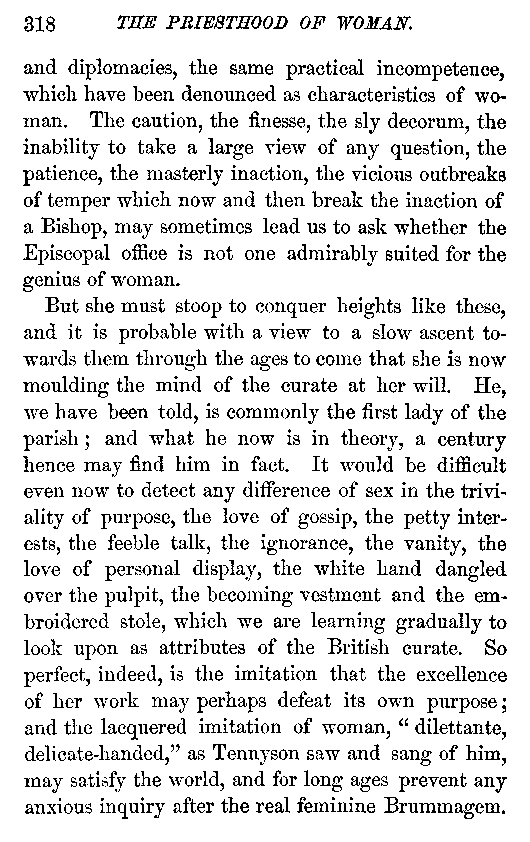 318 THE PRIESTHOOD OF WOMAN.
and diplomacies, the same practical incompetence,
which have been denounced as characteristics of wo-
man. The caution, the finesse, the sly decorum, the
inability to take a large view of any question, the
patience, the masterly inaction, the vicious outbreaks
of temper which now and then break the inaction of
a Bishop, may sometimes lead us to ask whether the
Episcopal office is not one admirably suited for the
genius of woman.
But she must stoop to conquer heights like these,
and it is probable with a view to a slow ascent to-
wards them through the ages to come that she is now
moulding the mind of the curate at her will. He,
we have been told, is commonly the first lady of the
parish; and what he now is in theory, a century
hence may find him in fact. It would be difficult
even now to detect any difference of sex in the trivi-
ality of purpose, the love of gossip, the petty inter-
ests, the feeble talk, the ignorance, the vanity, the
love of personal display, the white hand dangled
over the pulpit, the becoming vestment and the em-
broidered stole, which we are learning gradually to
look upon as attributes of the British curate. So
perfect, indeed, is the imitation that the excellence
of her work may perhaps defeat its own purpose;
and the lacquered imitation of woman, “ dilettante,
delicate-handed,” as Tennyson saw and sang of him,
may satisfy the world, and for long ages prevent any
anxious inquiry after the real feminine Brummagem.